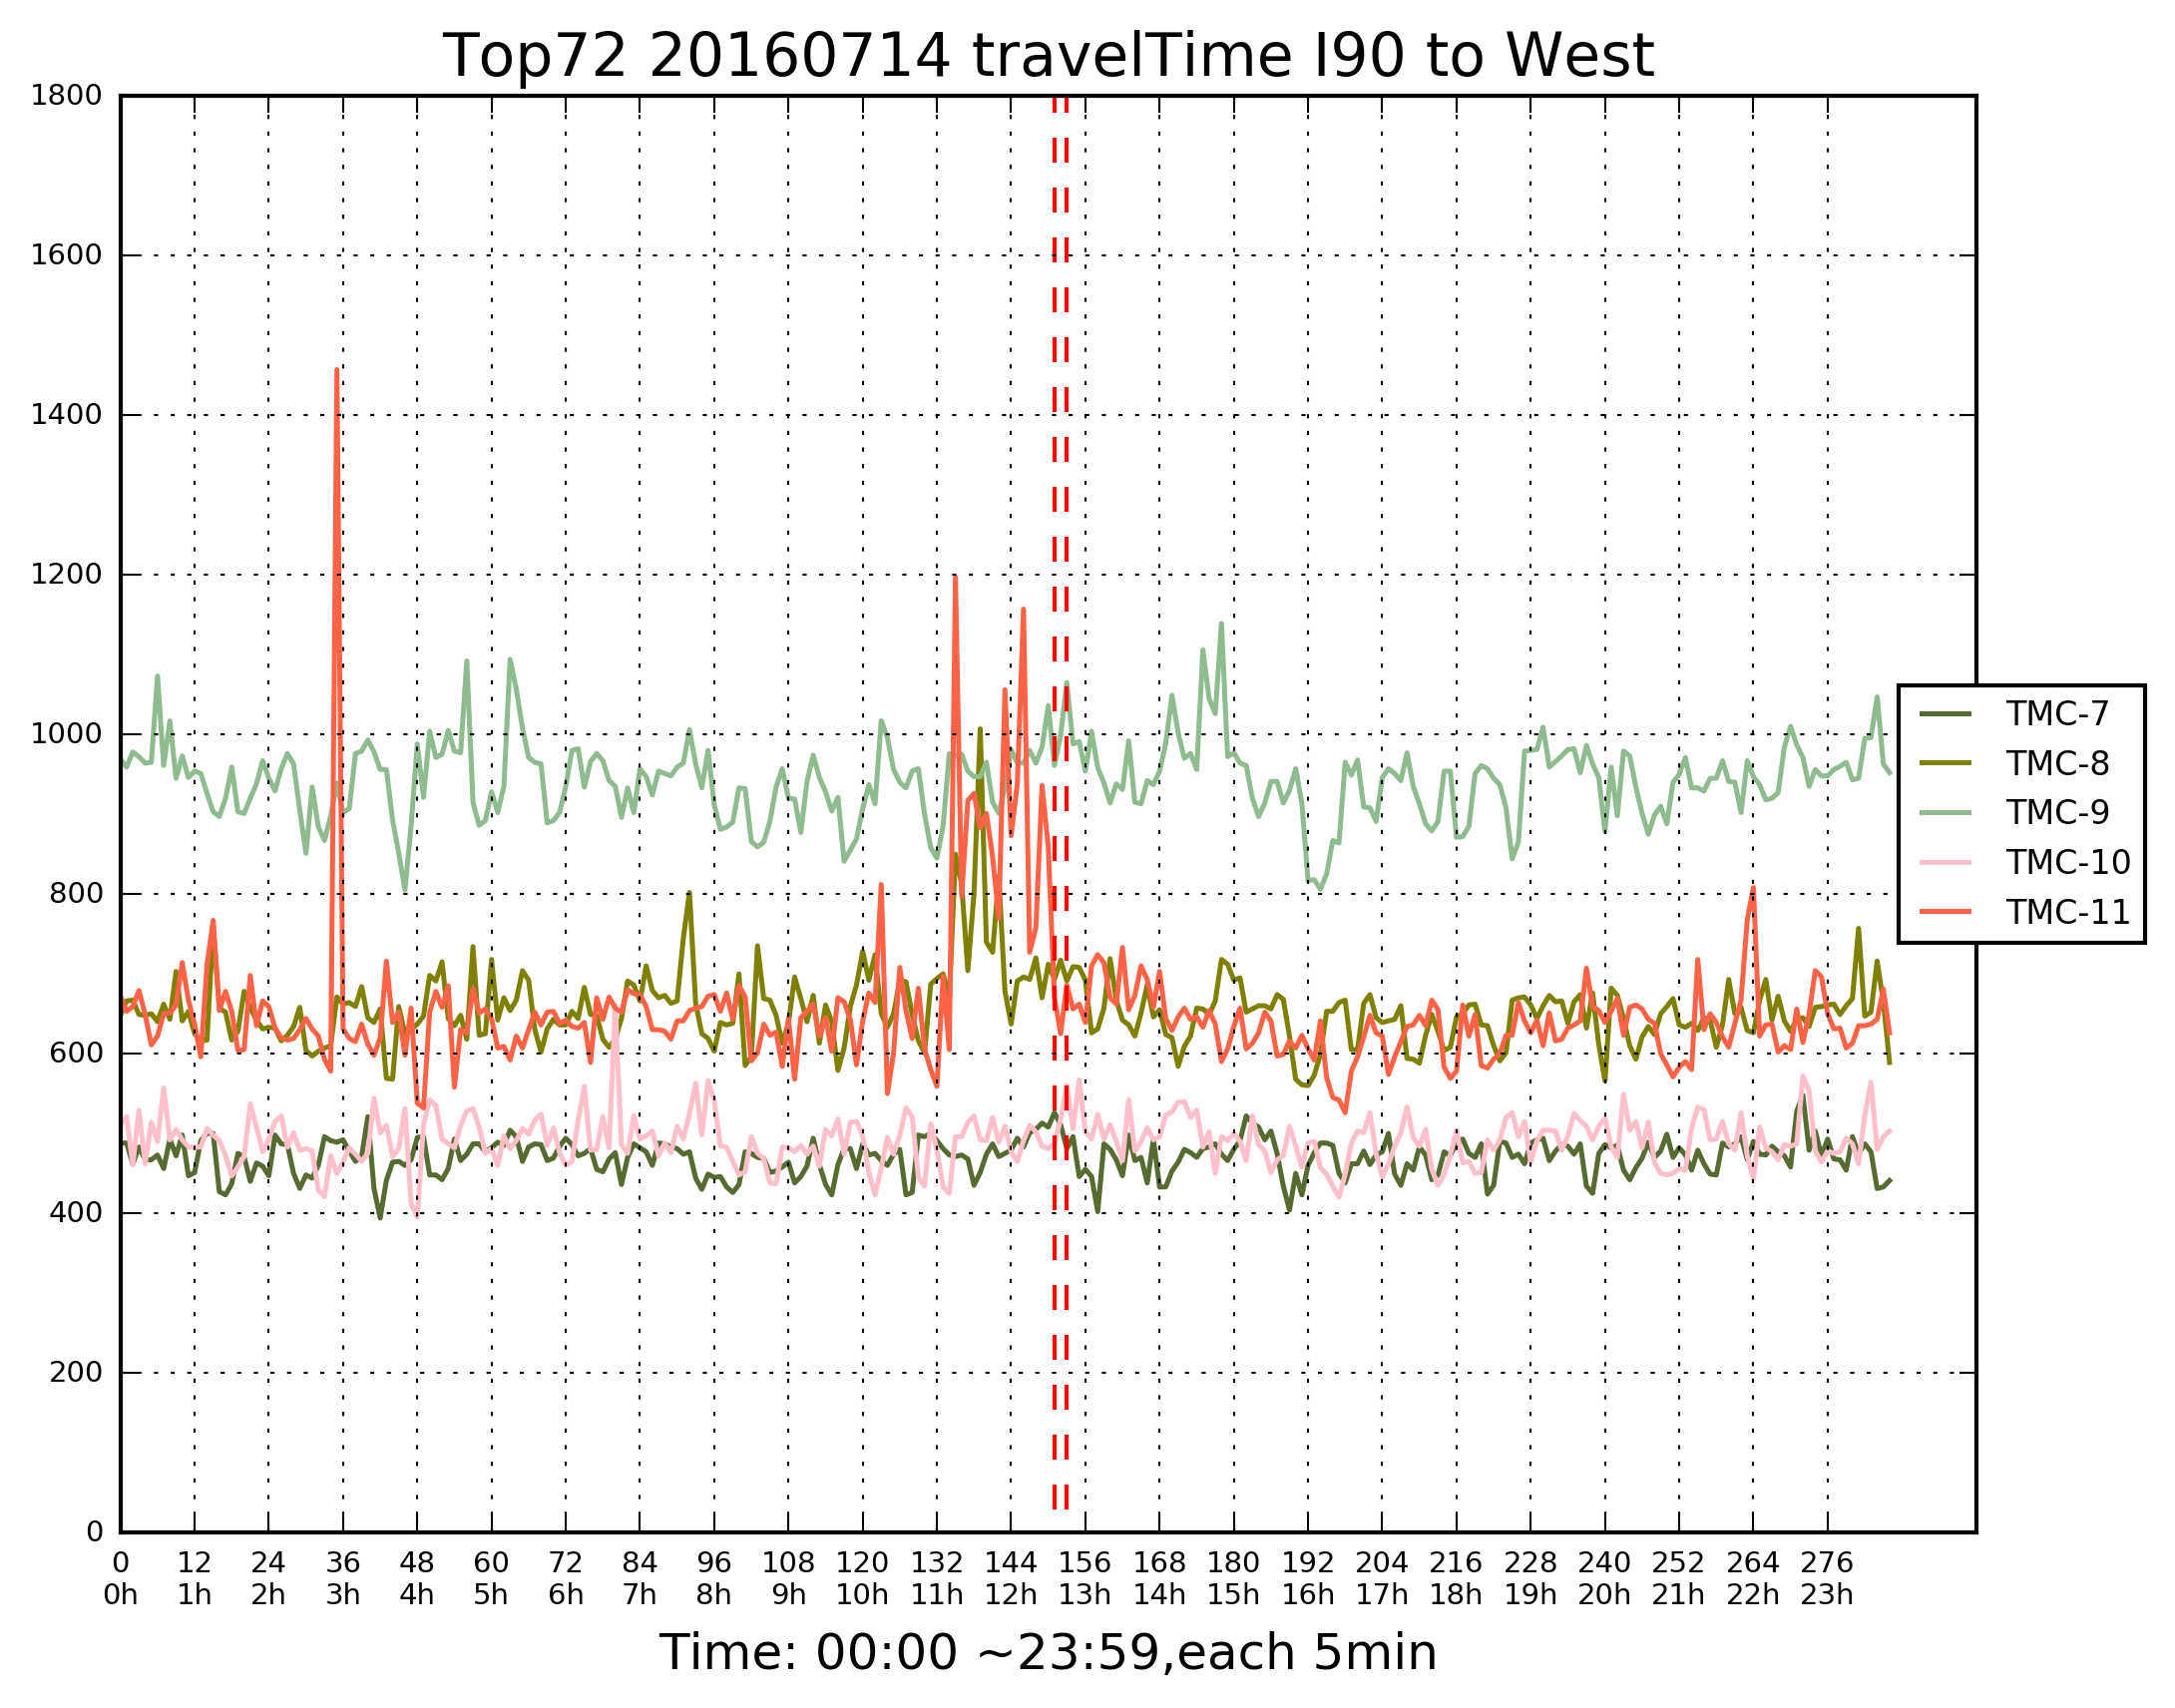 Top72 20160714 travelTime I90 to West
1800
1600
1400
1200
1000
800
600
400
200
0
TMC-7
TMC-8
TMC-9
TMC-10
TMC-11
0 12 24 36 48 60 72 84 96 108 120 132 144 156 168 180 192 204 216 228 240 252 264 276
0h 1h 2h 3h 4h 5h 6h 7h 8h 9h 10h 11h 12h 13h 14h 15h 16h 17h 18h 19h 20h 21h 22h 23h
Time: 00:00 ~23:59,each 5min